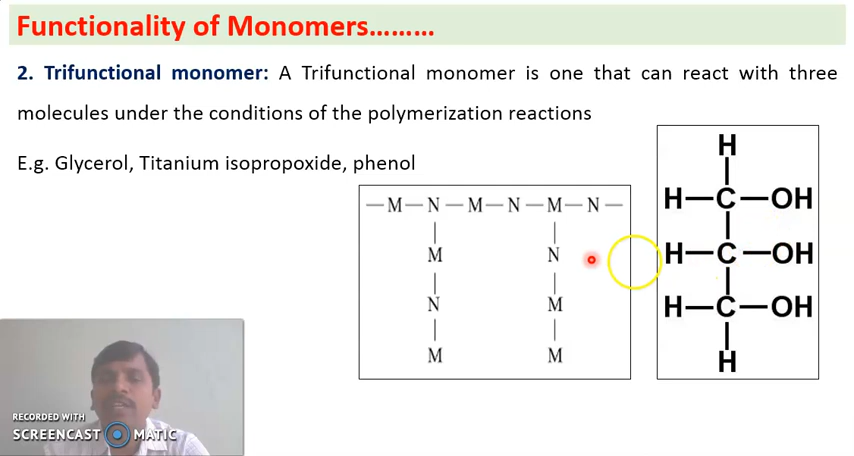 Functionality of Monomers.........
2. Trifunctional monomer: A Trifunctional monomer is one that can react with three
molecules under the conditions of the polymerization reactions
E.g. Glycerol, Titanium isopropoxide, phenol
—M—N—M—N—M—N—
| |
M N
| |
N M
| |
M M
H
|
H—C—OH
|
H—C—OH
|
H—C—OH
|
H
RECORDED WITH
SCREENCAST MATIC